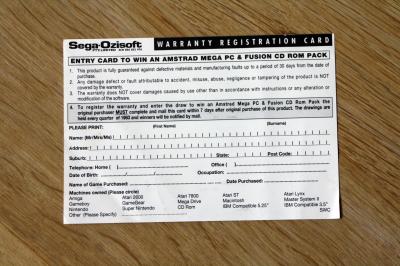 Sega-Ozisoft WARRANTY REGISTRATION CARD
PTY LIMITED
ENTRY CARD TO WIN AN AMSTRAD MEGA PC & FUSION CD ROM PACK
1. This product is fully guaranteed against defective materials and manufacturing faults up to a period of 30 days from the date of
purchase.
2. Any damage defect or fault attributable to accident, misuse, abuse, negligence or tampering of the product is NOT
covered by the warranty.
3. The warranty does NOT cover damages caused by use other than in accordance with instructions or any alteration or
modification of the software.
4. To register the warranty and enter the draw to win an Amstrad Mega PC & Fusion CD Rom Pack the
original purchaser MUST complete and mail this card within 7 days after original purchase of this product. The drawings are
held every quarter of 1993 and winners will be notified by mail.
PLEASE PRINT: (First Name) (Surname)
Name:(Mr/Mrs/Ms)
Address:
Suburb: State: Post Code:
Telephone: Home ( ) Office ( )
Date of Birth: / / Occupation:
Name of Game Purchased: Date Purchased:
Machines owned (Please circle)
Amiga Atari 2600 Atari 7800 Atari ST Atari Lynx
Gameboy GameGear Mega Drive Macintosh Master System II
Nintendo Super Nintendo CD Rom IBM Compatible 5.25" IBM Compatible 3.5"
Other (Please Specify) SWC